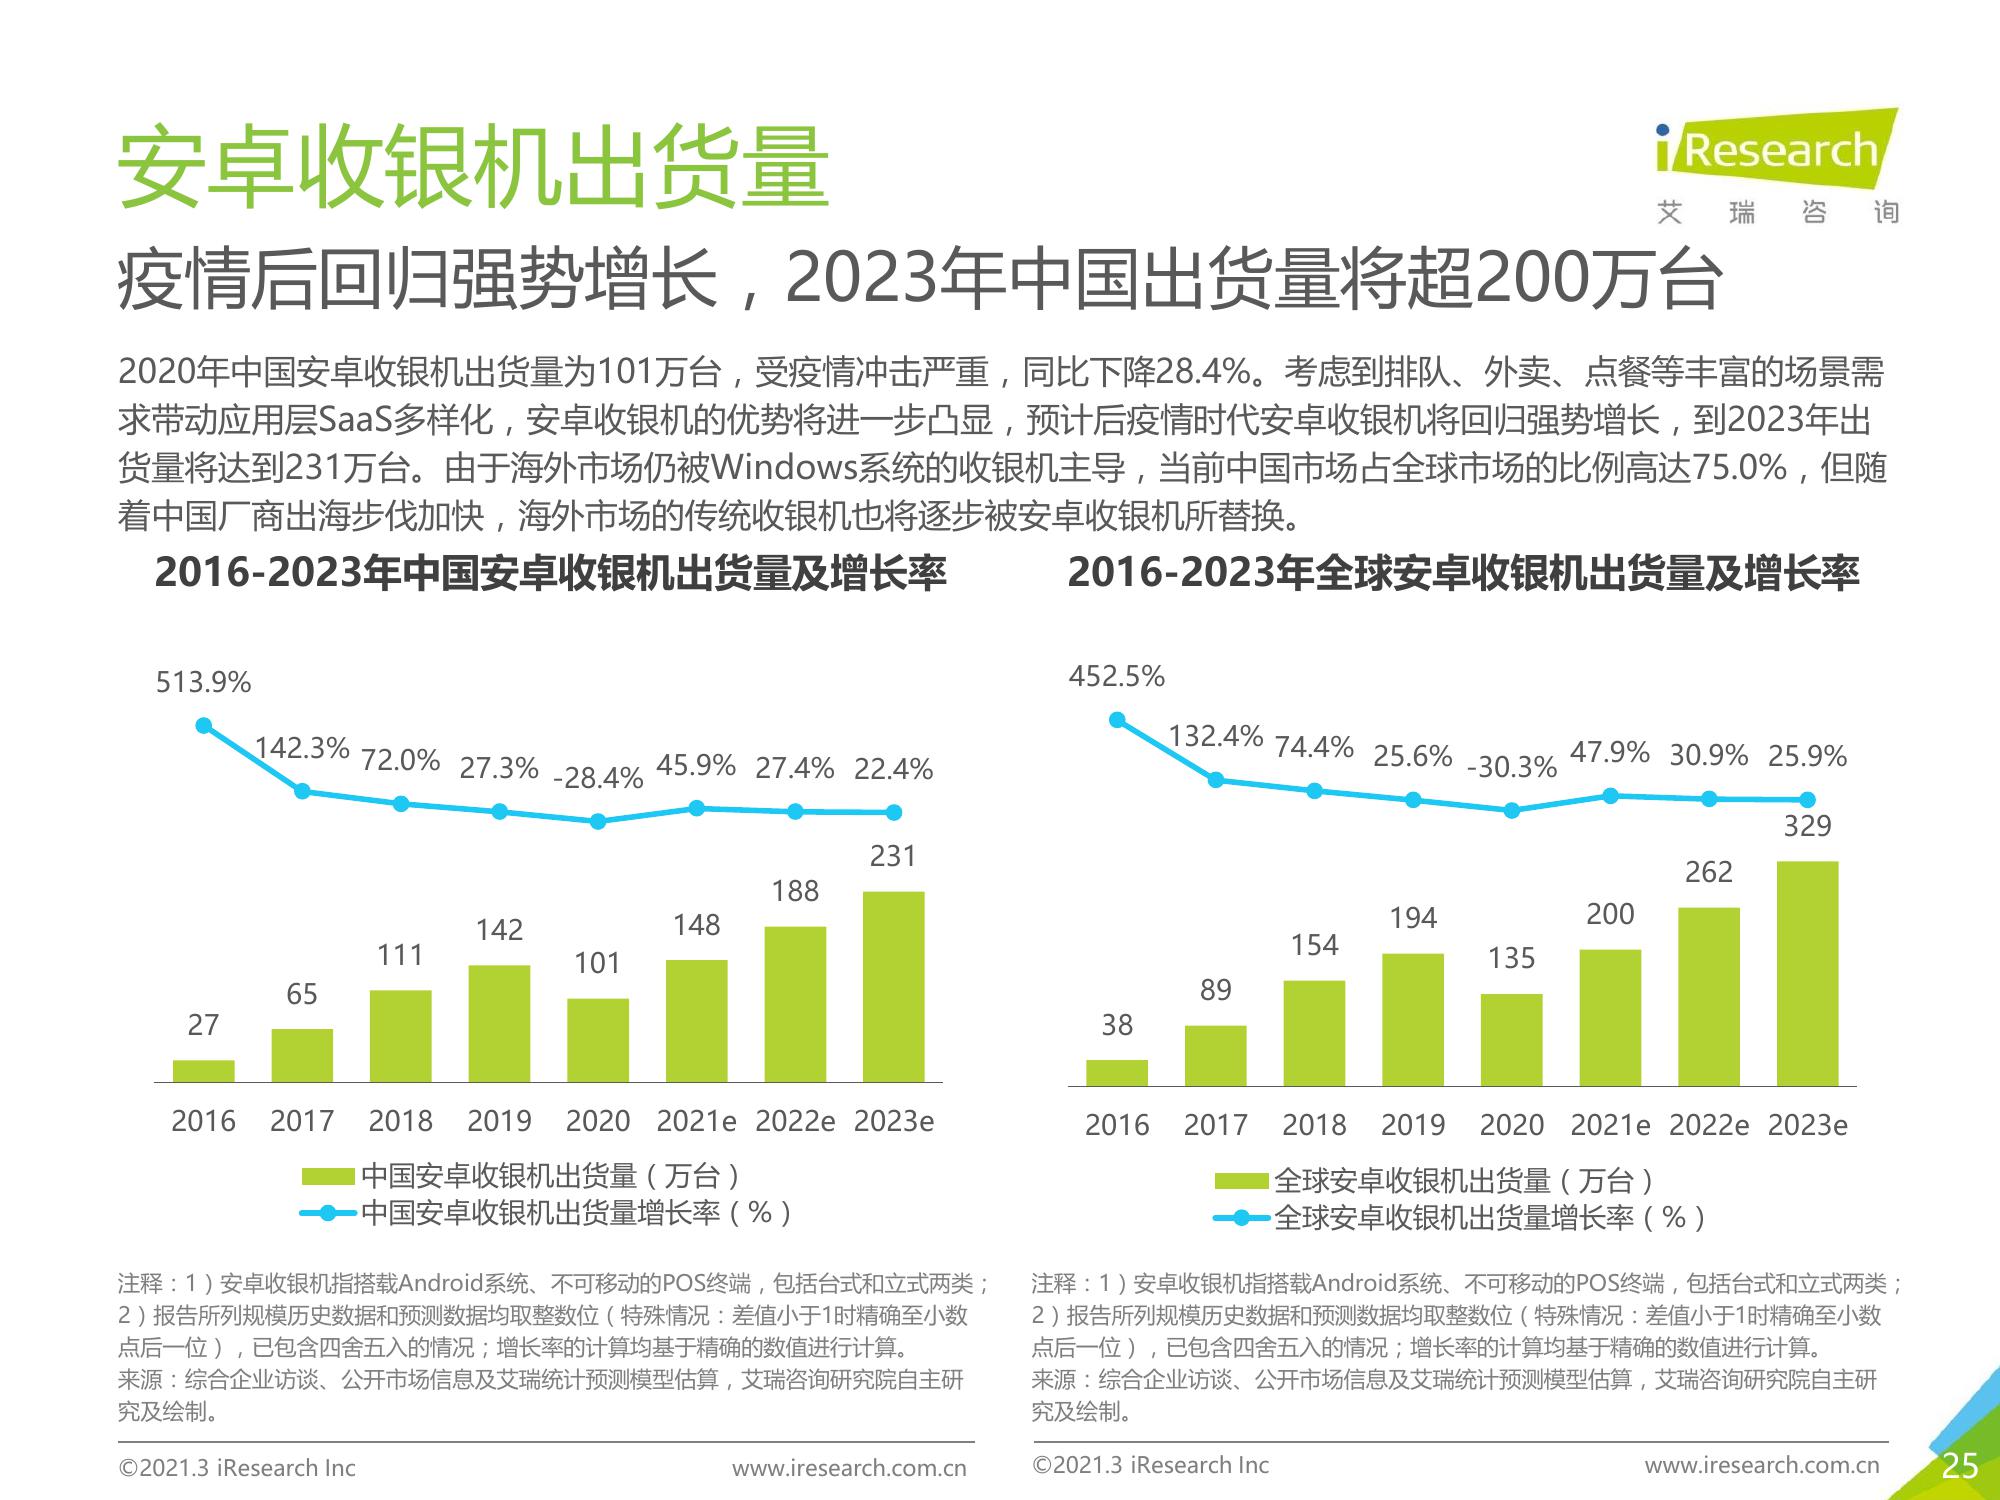 安卓收银机出货量
iResearch
艾瑞咨询
疫情后回归强势增长，2023年中国出货量将超200万台
2020年中国安卓收银机出货量为101万台，受疫情冲击严重，同比下降28.4%。考虑到排队、外卖、点餐等丰富的场景需
求带动应用层SaaS多样化，安卓收银机的优势将进一步凸显，预计后疫情时代安卓收银机将回归强势增长，到2023年出
货量将达到231万台。由于海外市场仍被Windows系统的收银机主导，当前中国市场占全球市场的比例高达75.0%，但随
着中国厂商出海步伐加快，海外市场的传统收银机也将逐步被安卓收银机所替换。
2016-2023年中国安卓收银机出货量及增长率
513.9% 142.3% 72.0% 27.3% -28.4% 45.9% 27.4% 22.4%
27 65 111 142 101 148 188 231
2016 2017 2018 2019 2020 2021e 2022e 2023e
中国安卓收银机出货量（万台）
中国安卓收银机出货量增长率（%）
注释：1）安卓收银机指搭载Android系统、不可移动的POS终端，包括台式和立式两类；
2）报告所列规模历史数据和预测数据均取整数位（特殊情况：差值小于1时精确至小数
点后一位），已包含四舍五入的情况；增长率的计算均基于精确的数值进行计算。
来源：综合企业访谈、公开市场信息及艾瑞统计预测模型估算，艾瑞咨询研究院自主研
究及绘制。
©2021.3 iResearch Inc www.iresearch.com.cn
2016-2023年全球安卓收银机出货量及增长率
452.5% 132.4% 74.4% 25.6% -30.3% 47.9% 30.9% 25.9%
38 89 154 194 135 200 262 329
2016 2017 2018 2019 2020 2021e 2022e 2023e
全球安卓收银机出货量（万台）
全球安卓收银机出货量增长率（%）
注释：1）安卓收银机指搭载Android系统、不可移动的POS终端，包括台式和立式两类；
2）报告所列规模历史数据和预测数据均取整数位（特殊情况：差值小于1时精确至小数
点后一位），已包含四舍五入的情况；增长率的计算均基于精确的数值进行计算。
来源：综合企业访谈、公开市场信息及艾瑞统计预测模型估算，艾瑞咨询研究院自主研
究及绘制。
©2021.3 iResearch Inc www.iresearch.com.cn
25